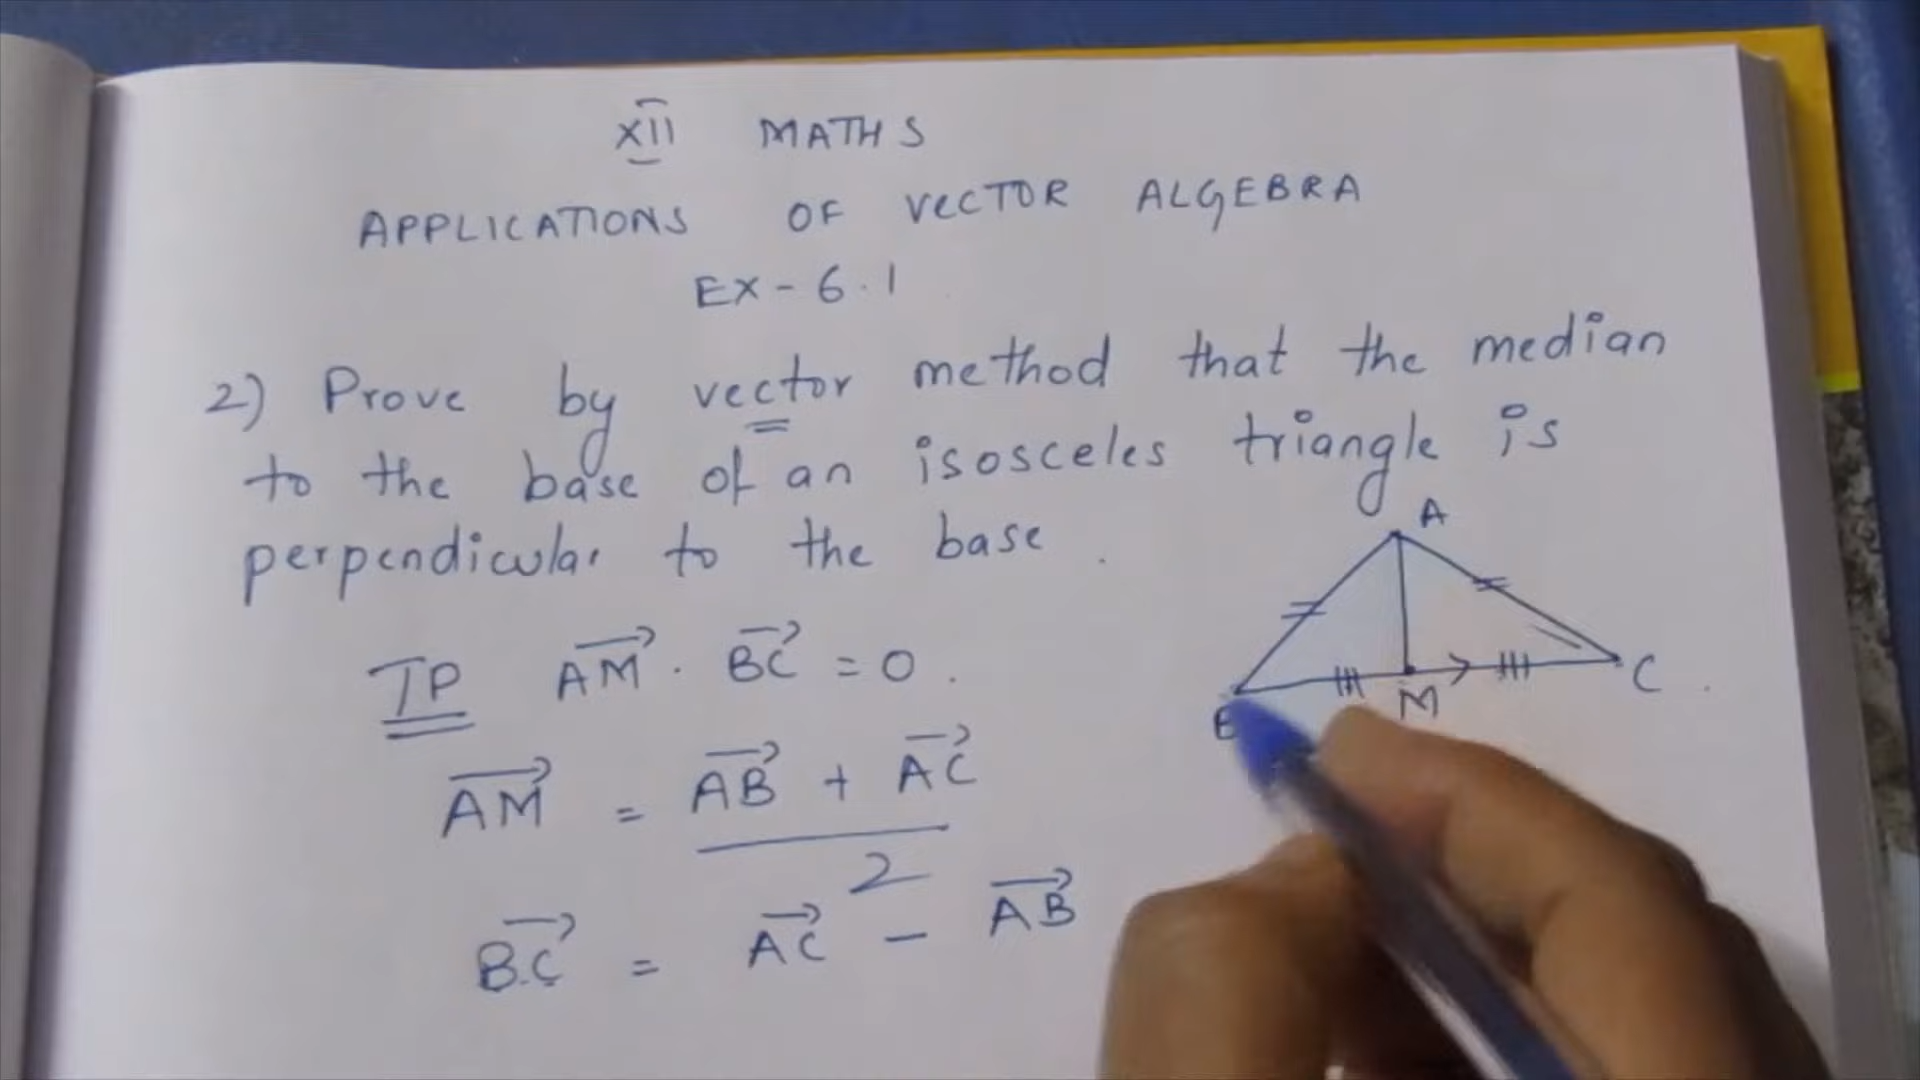 XII MATHS
APPLICATIONS OF VECTOR ALGEBRA
EX - 6.1
2) Prove by vector method that the median
to the base of an isosceles triangle is
perpendicular to the base.
A
B
M
C
TP AM⃗ . BC⃗ = 0.
AM⃗ = AB⃗ + AC⃗
2
BC⃗ = AC⃗ - AB⃗